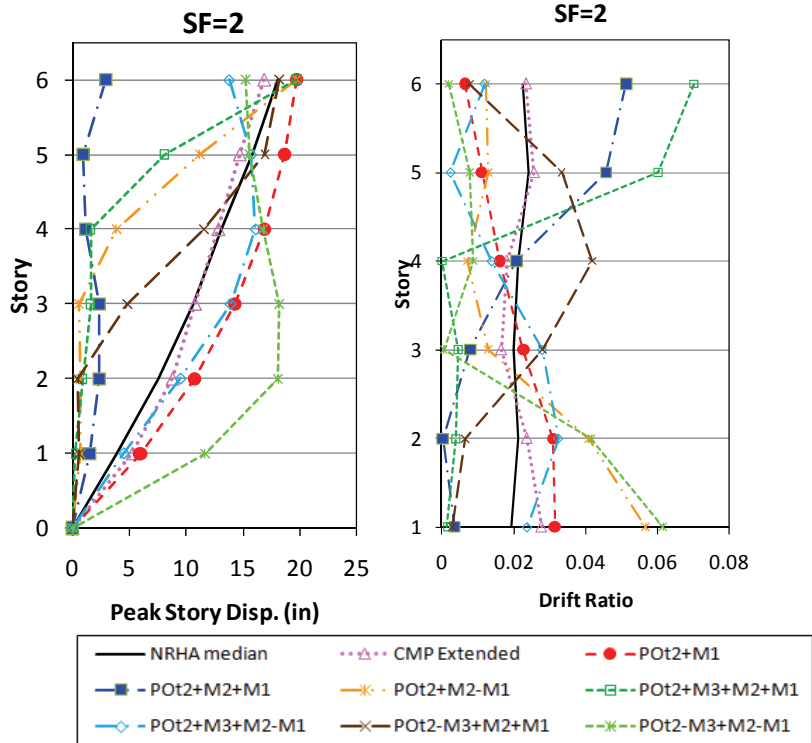 SF=2
SF=2
6
5
4
3
2
1
0
Story
0 5 10 15 20 25
Peak Story Disp. (in)
6
5
4
3
2
1
Story
0 0.02 0.04 0.06 0.08
Drift Ratio
NRHA median CMP Extended POt2+M1
POt2+M2+M1 POt2+M2-M1 POt2+M3+M2+M1
POt2+M3+M2-M1 POt2-M3+M2+M1 POt2-M3+M2-M1